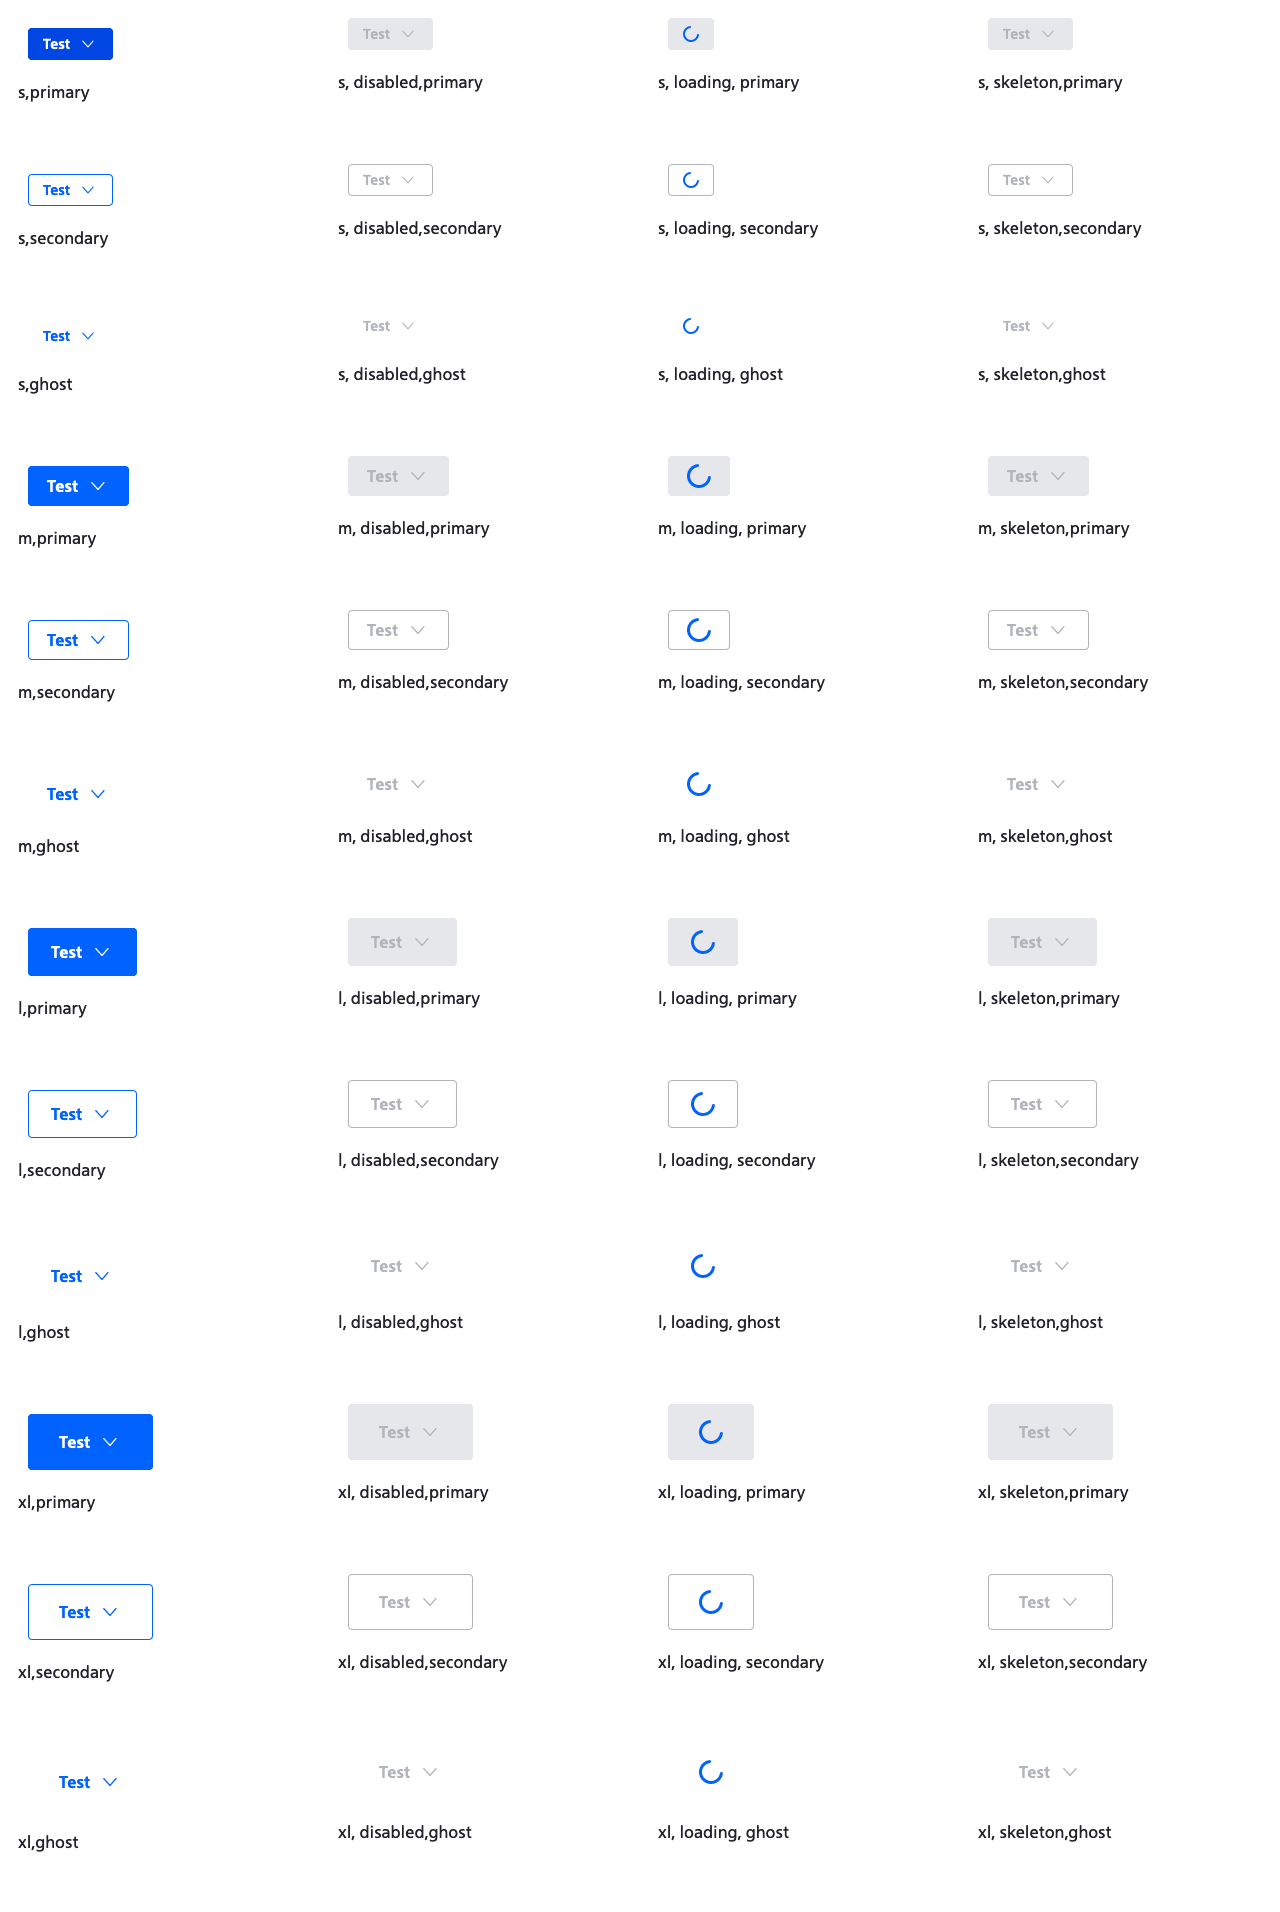 Test
Test
Test
s,primary
s, disabled,primary
s, loading, primary
s, skeleton,primary
Test
Test
Test
s,secondary
s, disabled,secondary
s, loading, secondary
s, skeleton,secondary
Test
Test
Test
s,ghost
s, disabled,ghost
s, loading, ghost
s, skeleton,ghost
Test
Test
Test
m,primary
m, disabled,primary
m, loading, primary
m, skeleton,primary
Test
Test
Test
m,secondary
m, disabled,secondary
m, loading, secondary
m, skeleton,secondary
Test
Test
Test
m,ghost
m, disabled,ghost
m, loading, ghost
m, skeleton,ghost
Test
Test
Test
l,primary
l, disabled,primary
l, loading, primary
l, skeleton,primary
Test
Test
Test
l,secondary
l, disabled,secondary
l, loading, secondary
l, skeleton,secondary
Test
Test
Test
l,ghost
l, disabled,ghost
l, loading, ghost
l, skeleton,ghost
Test
Test
Test
xl,primary
xl, disabled,primary
xl, loading, primary
xl, skeleton,primary
Test
Test
Test
xl,secondary
xl, disabled,secondary
xl, loading, secondary
xl, skeleton,secondary
Test
Test
Test
xl,ghost
xl, disabled,ghost
xl, loading, ghost
xl, skeleton,ghost